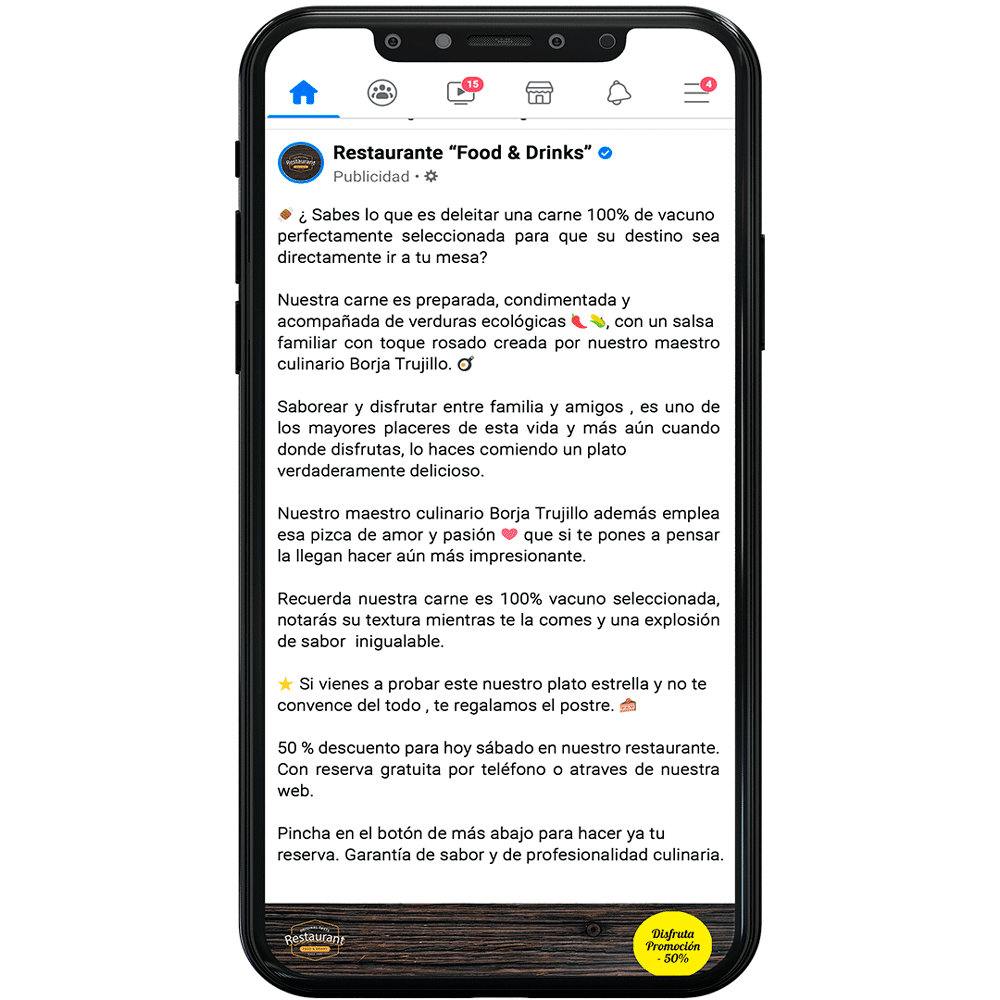 15
4
Restaurante “Food & Drinks”
Publicidad
¿ Sabes lo que es deleitar una carne 100% de vacuno
perfectamente seleccionada para que su destino sea
directamente ir a tu mesa?
Nuestra carne es preparada, condimentada y
acompañada de verduras ecológicas 🌶️🌽, con un salsa
familiar con toque rosado creada por nuestro maestro
culinario Borja Trujillo. 🍳
Saborear y disfrutar entre familia y amigos , es uno de
los mayores placeres de esta vida y más aún cuando
donde disfrutas, lo haces comiendo un plato
verdaderamente delicioso.
Nuestro maestro culinario Borja Trujillo además emplea
esa pizca de amor y pasión 💗 que si te pones a pensar
la llegan hacer aún más impresionante.
Recuerda nuestra carne es 100% vacuno seleccionada,
notarás su textura mientras te la comes y una explosión
de sabor inigualable.
⭐ Si vienes a probar este nuestro plato estrella y no te
convence del todo , te regalamos el postre. 🍰
50 % descuento para hoy sábado en nuestro restaurante.
Con reserva gratuita por teléfono o atraves de nuestra
web.
Pincha en el botón de más abajo para hacer ya tu
reserva. Garantía de sabor y de profesionalidad culinaria.
Restaurant
FOOD & DRINKS
Disfruta
Promoción
- 50%